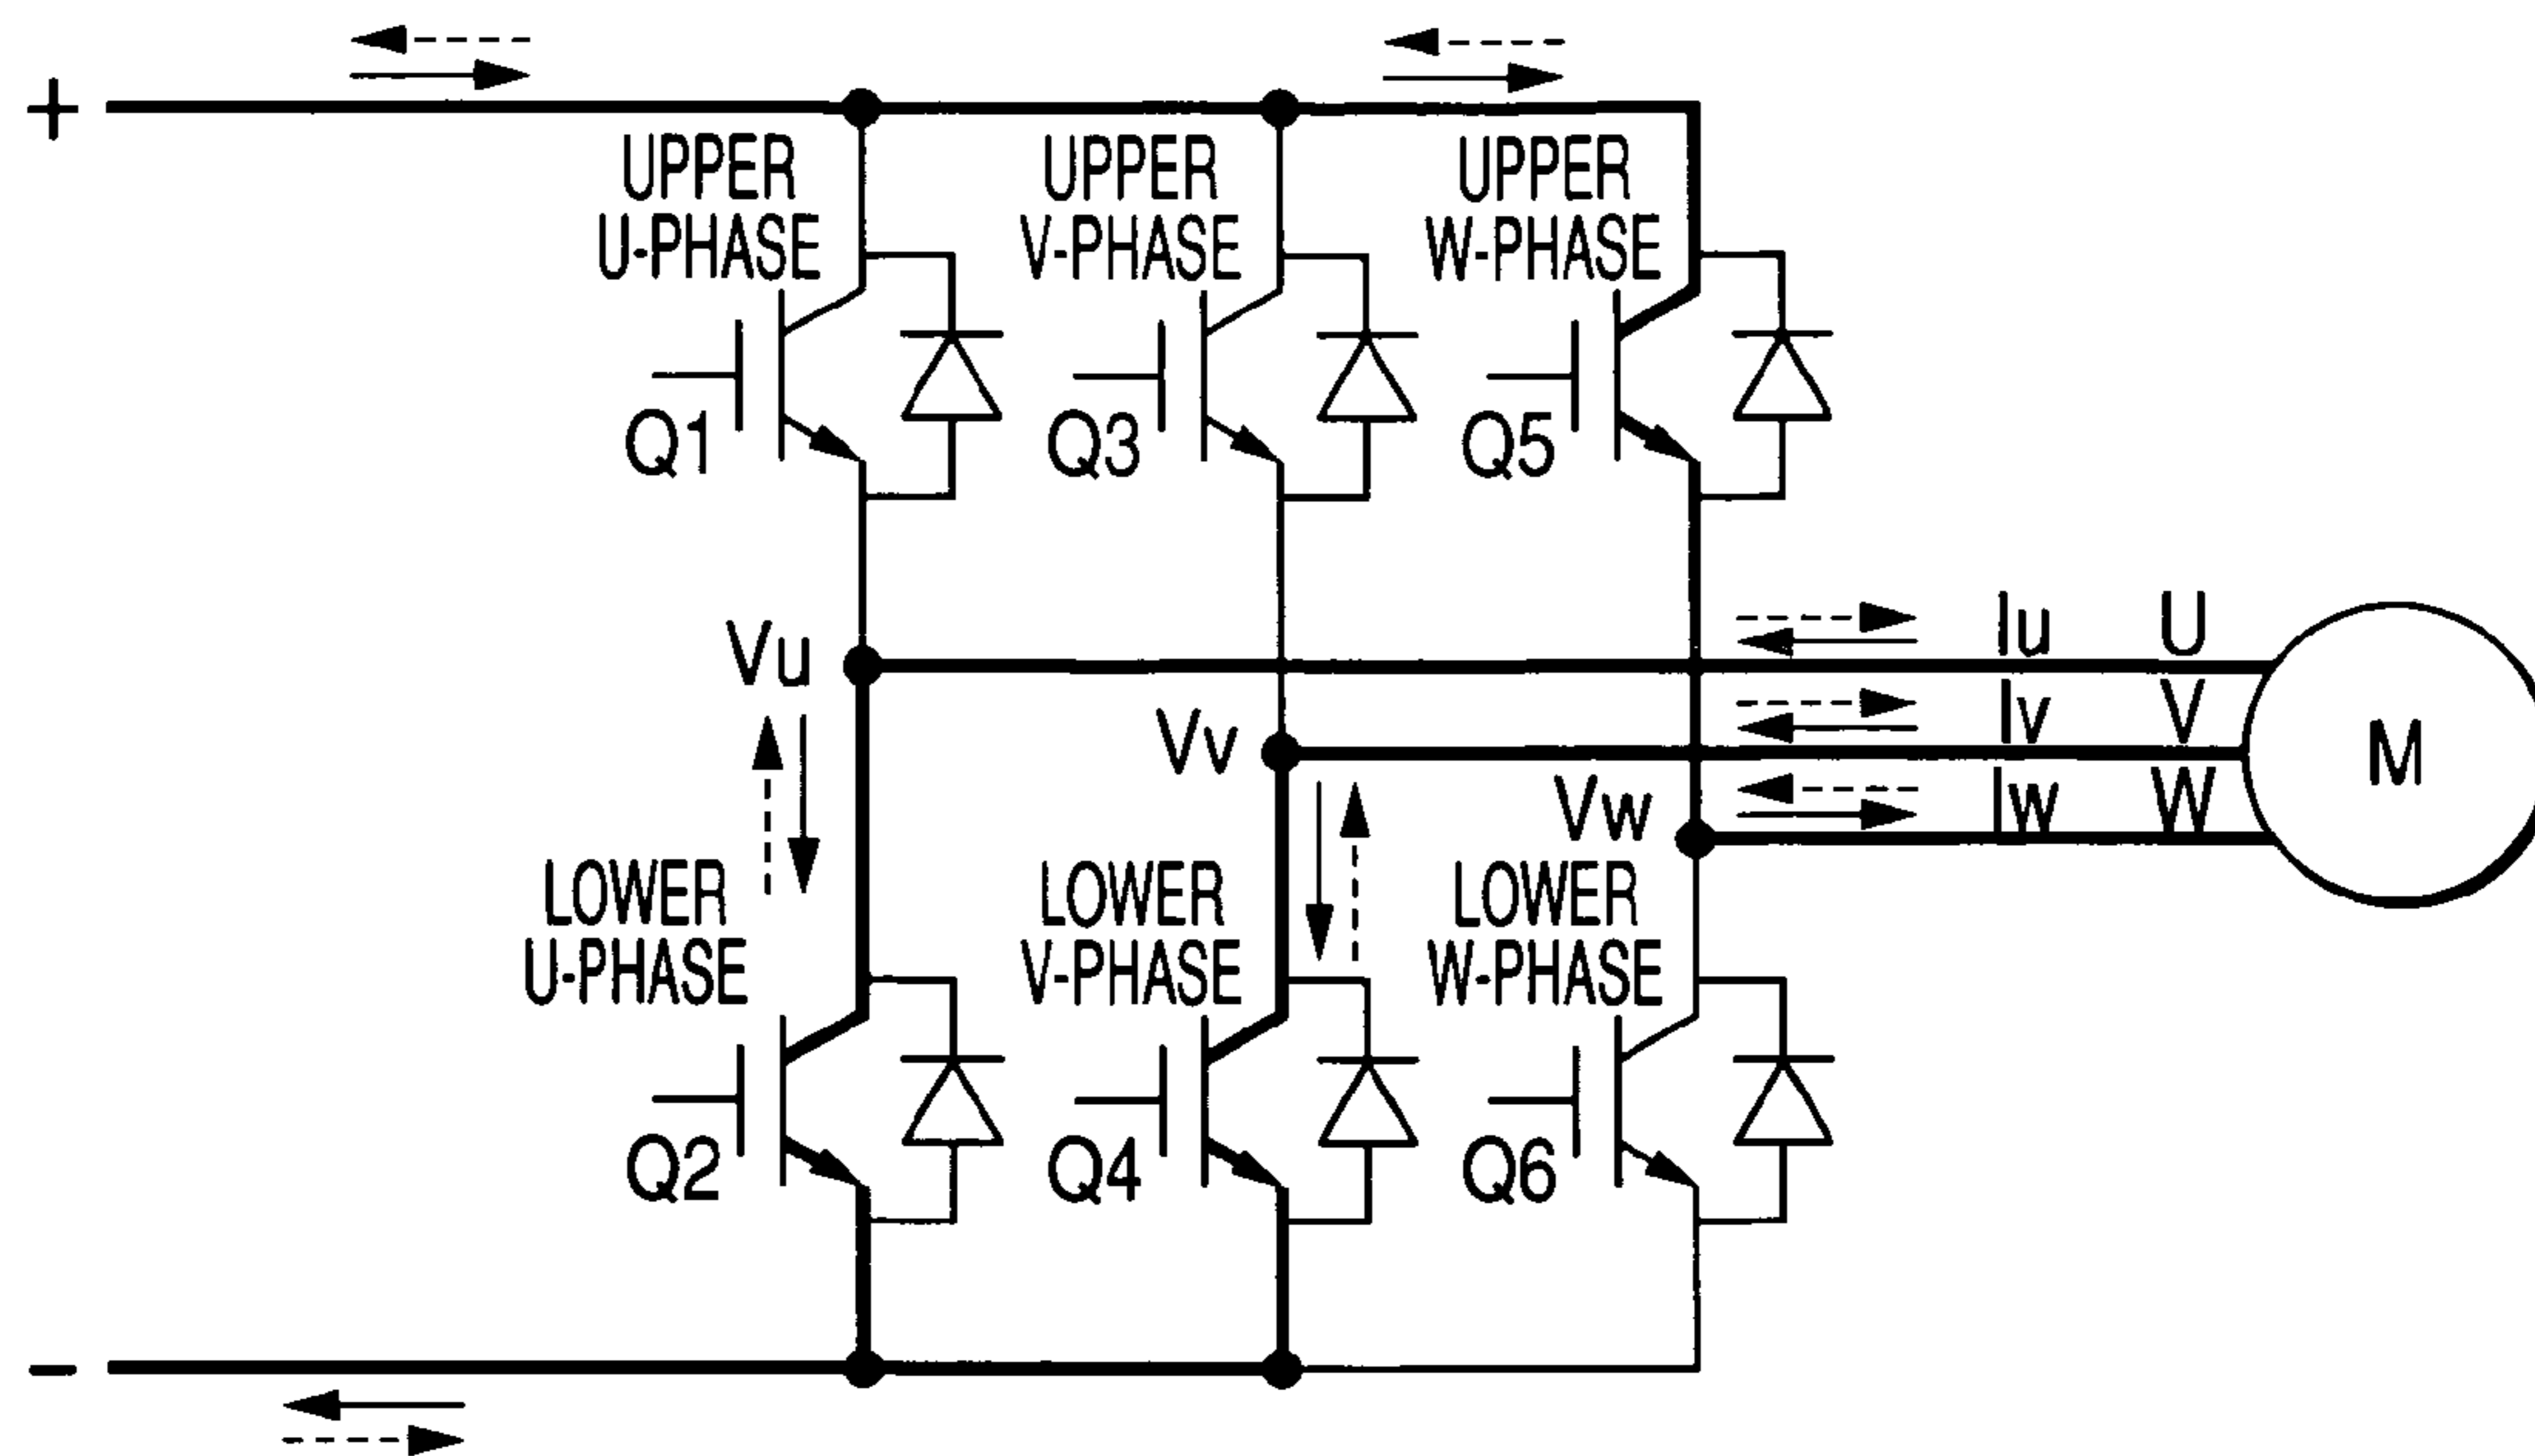 +
UPPER
U-PHASE
UPPER
V-PHASE
UPPER
W-PHASE
Q1
Q3
Q5
Vu
Iu
U
Vv
Iv
V
Vw
Iw
W
M
LOWER
U-PHASE
LOWER
V-PHASE
LOWER
W-PHASE
Q2
Q4
Q6
-